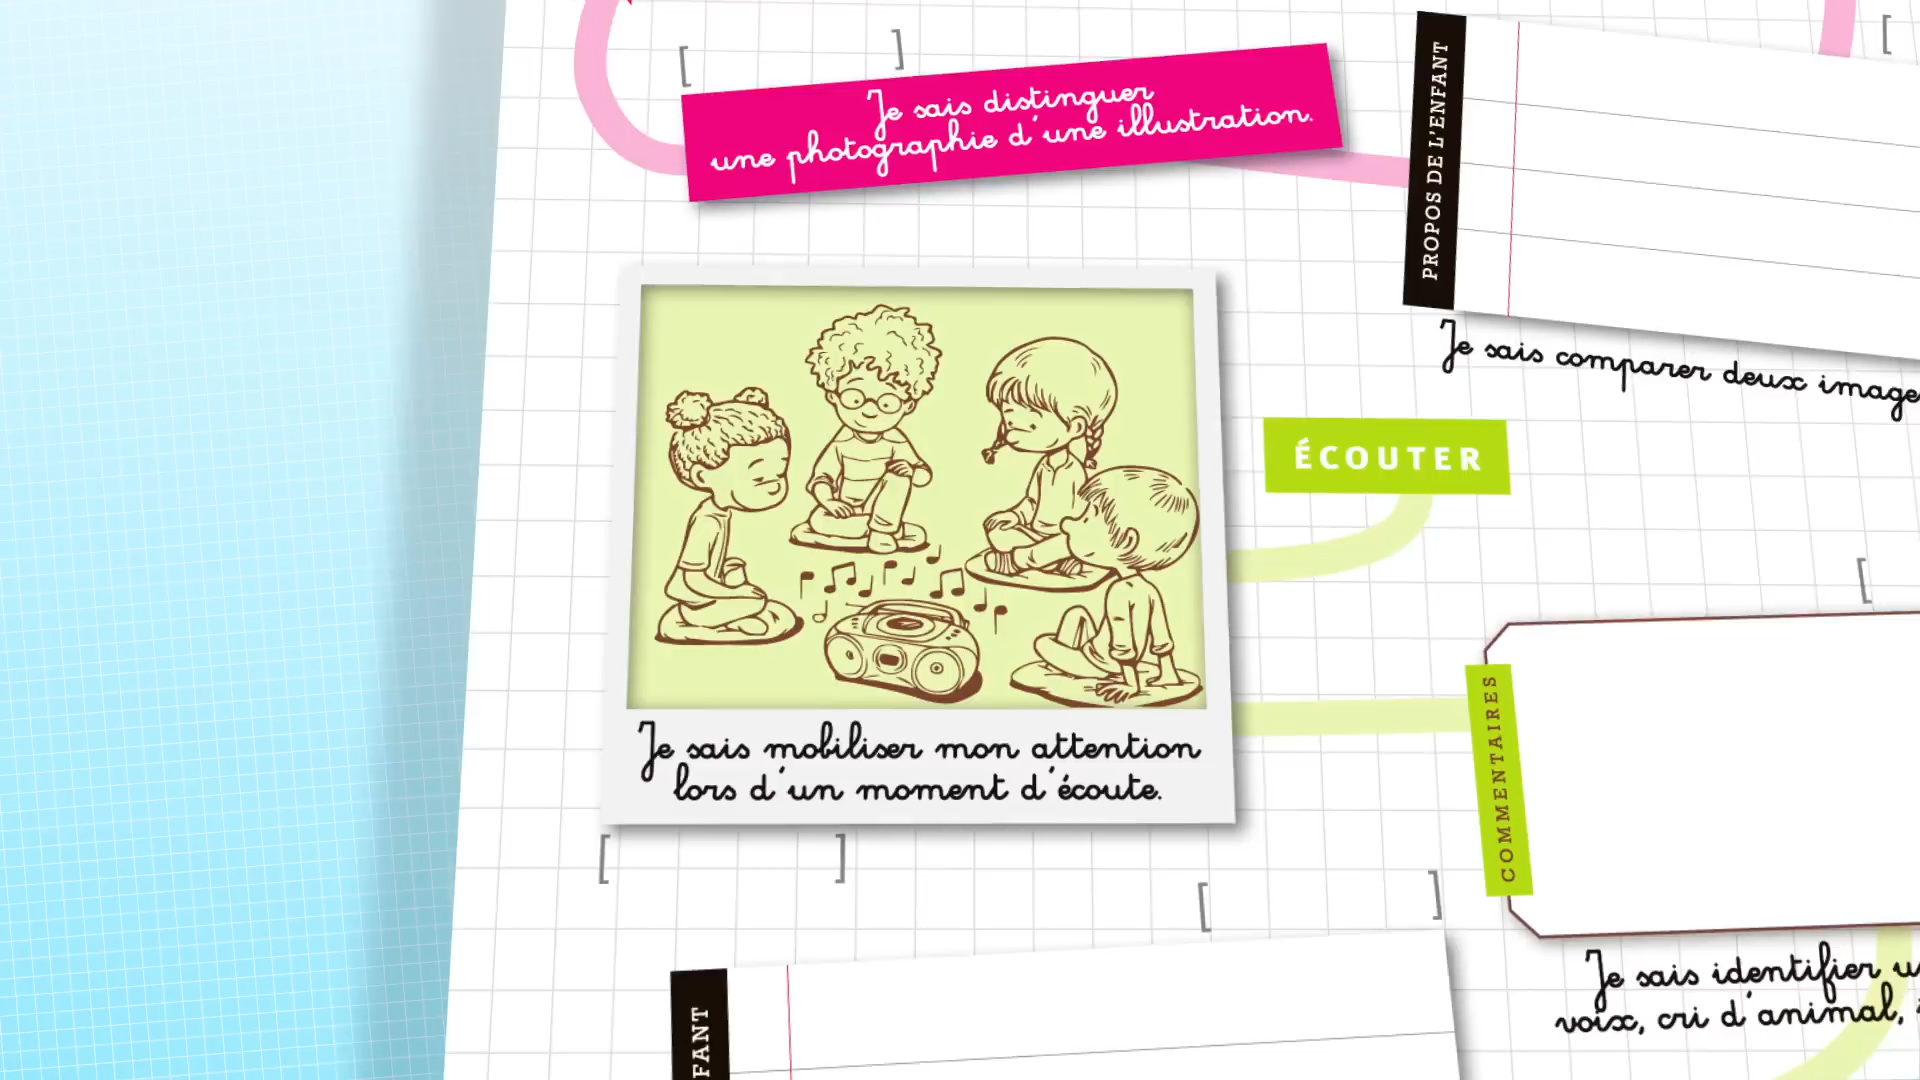 Je sais distinguer
une photographie d'une illustration.
PROPOS DE L'ENFANT
Je sais comparer deux image
ÉCOUTER
Je sais mobiliser mon attention
lors d'un moment d'écoute.
COMMENTAIRES
Je sais identifier u
voix, cri d'animal,
FANT